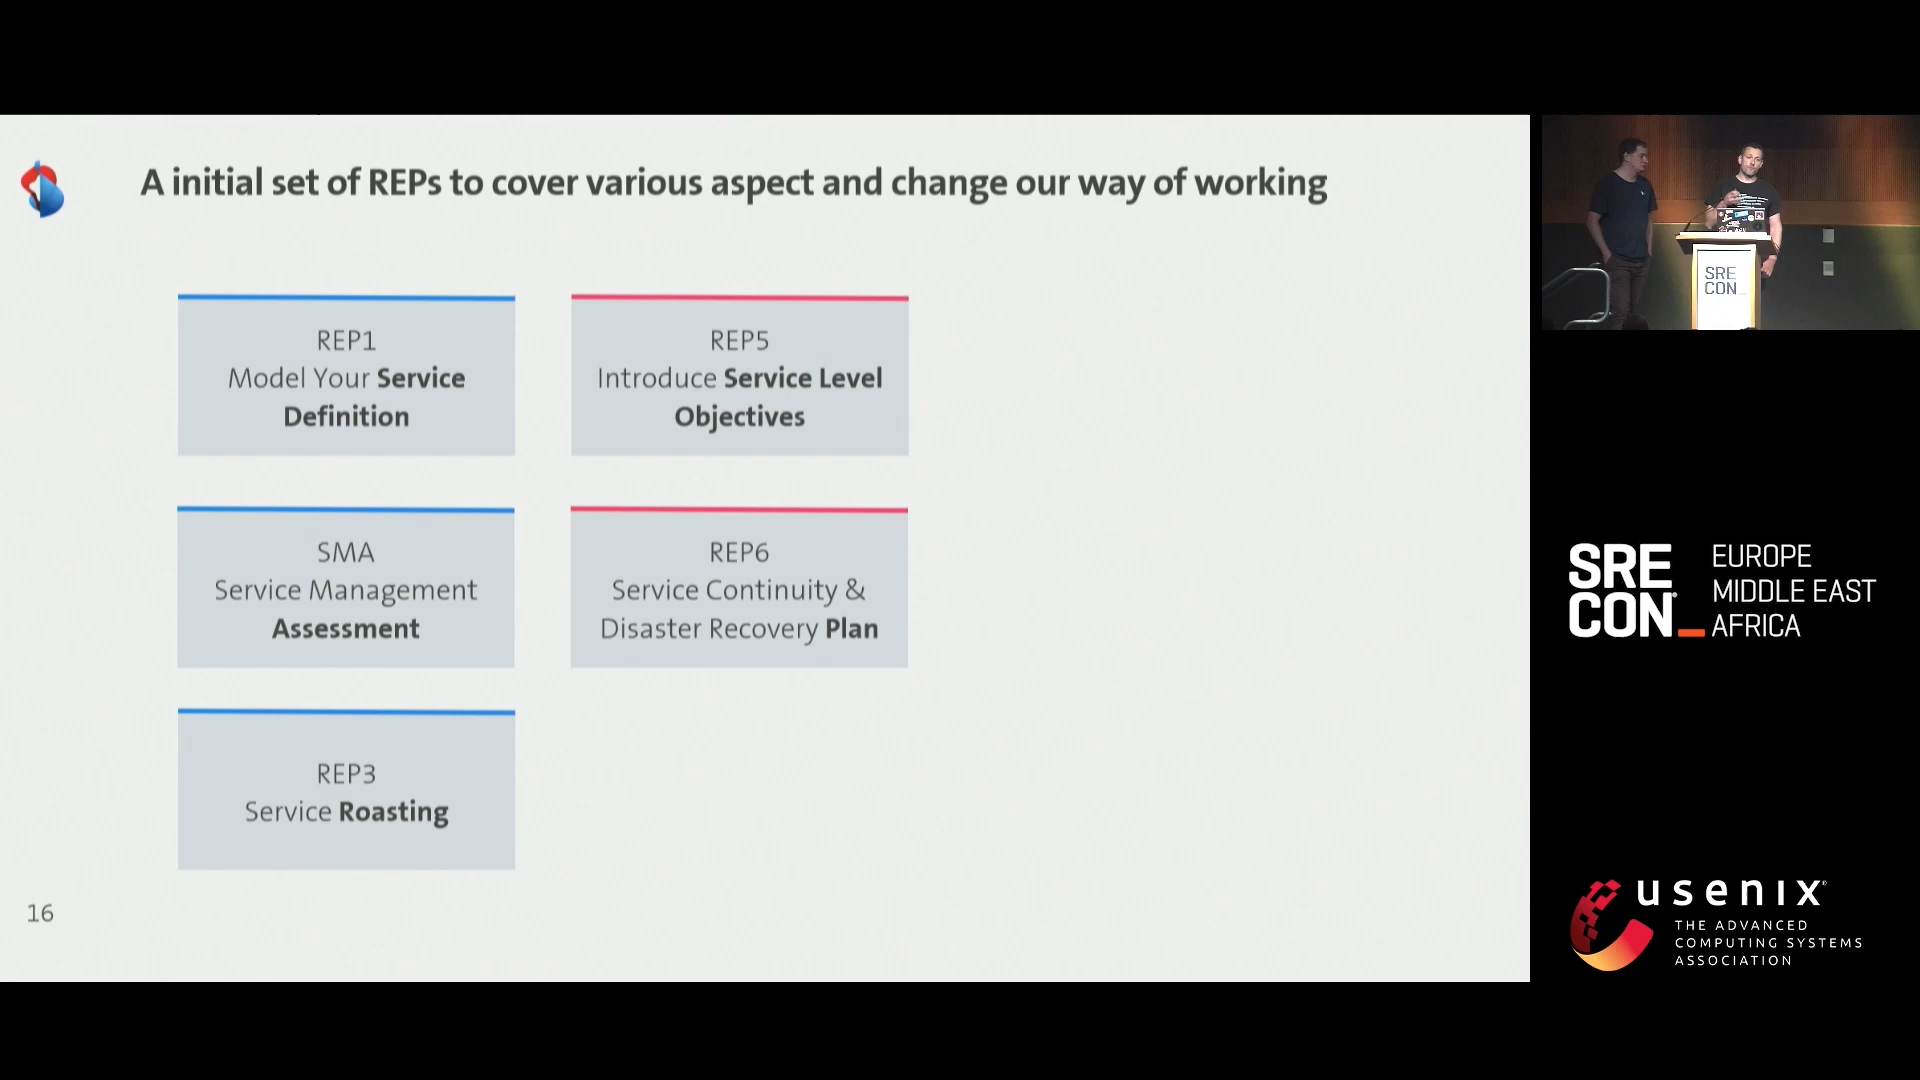 A initial set of REPs to cover various aspect and change our way of working
REP1
Model Your Service
Definition
REP5
Introduce Service Level
Objectives
SMA
Service Management
Assessment
REP6
Service Continuity &
Disaster Recovery Plan
REP3
Service Roasting
16
SRE
CON
SRE
CON_
EUROPE
MIDDLE EAST
AFRICA
usenix
THE ADVANCED
COMPUTING SYSTEMS
ASSOCIATION